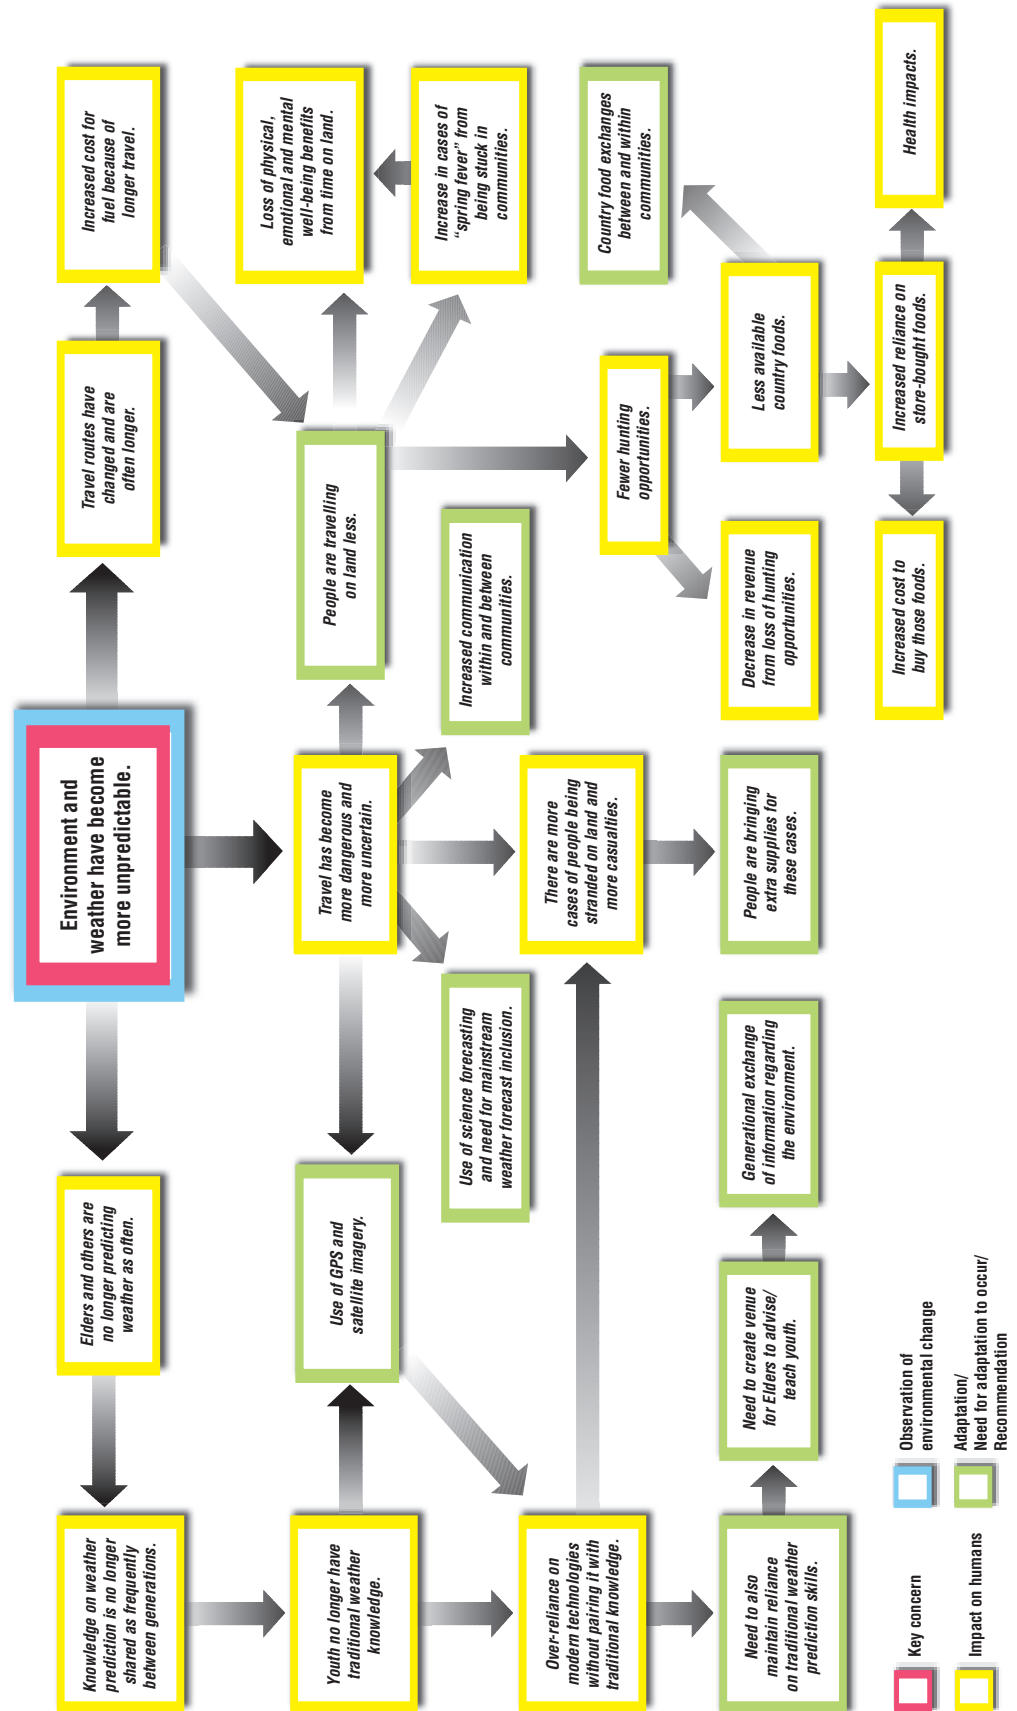 Environment and
weather have become
more unpredictable.
Knowledge on weather
prediction is no longer
shared as frequently
between generations.
Elders and others are
no longer predicting
weather as often.
Travel routes have
changed and are
often longer.
Increased cost for
fuel because of
longer travel.
Youth no longer have
traditional weather
knowledge.
Use of GPS and
satellite imagery.
Travel has become
more dangerous and
more uncertain.
People are travelling
on land less.
Loss of physical,
emotional and mental
well-being benefits
from time on land.
Use of science forecasting
and need for mainstream
weather forecast inclusion.
Increased communication
within and between
communities.
Increase in cases of
“spring fever” from
being stuck in
communities.
Over-reliance on
modern technologies
without pairing it with
traditional knowledge.
There are more
cases of people being
stranded on land and
more casualties.
Fewer hunting
opportunities.
Country food exchanges
between and within
communities.
Need to also
maintain reliance
on traditional weather
prediction skills.
Need to create venue
for Elders to advise/
teach youth.
Generational exchange
of information regarding
the environment.
People are bringing
extra supplies for
these cases.
Decrease in revenue
from loss of hunting
opportunities.
Less available
country foods.
Increased cost to
buy those foods.
Increased reliance on
store-bought foods.
Health impacts.
Key concern
Observation of
environmental change
Impact on humans
Adaptation/
Need for adaptation to occur/
Recommendation